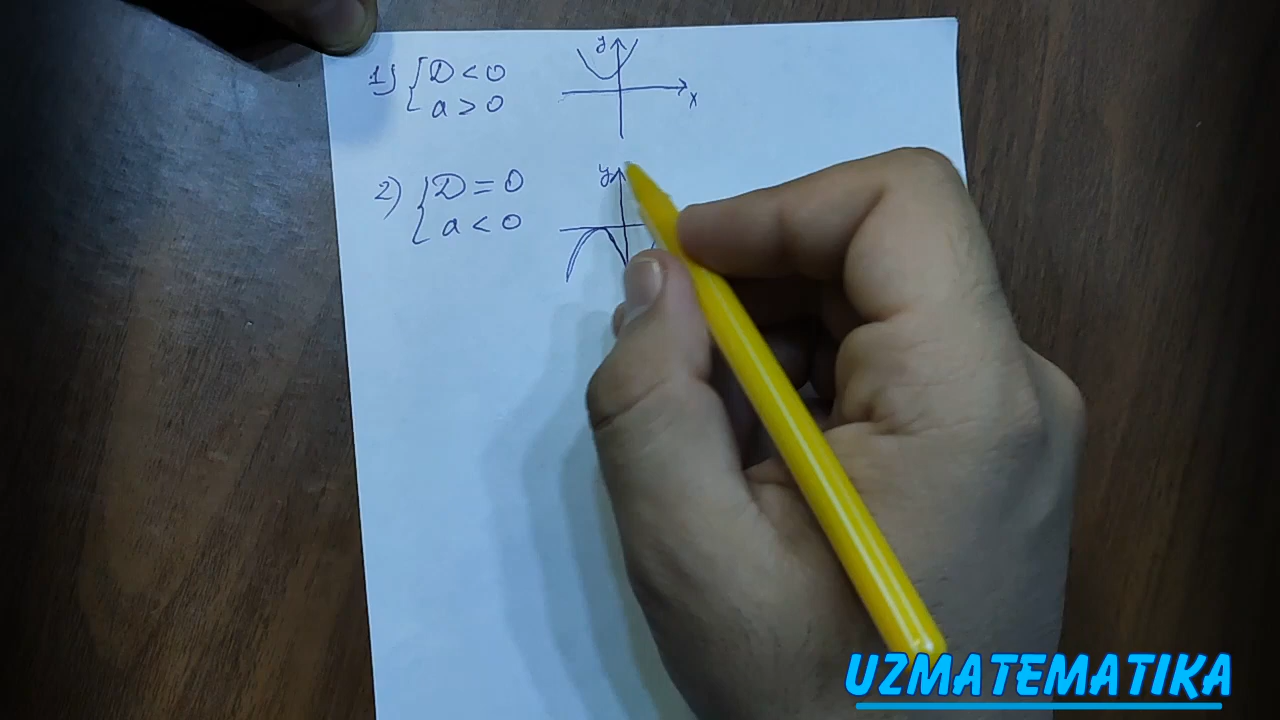 1) { D < 0
a > 0
y
x
2) { D = 0
a < 0
y
UZMATEMATIKA